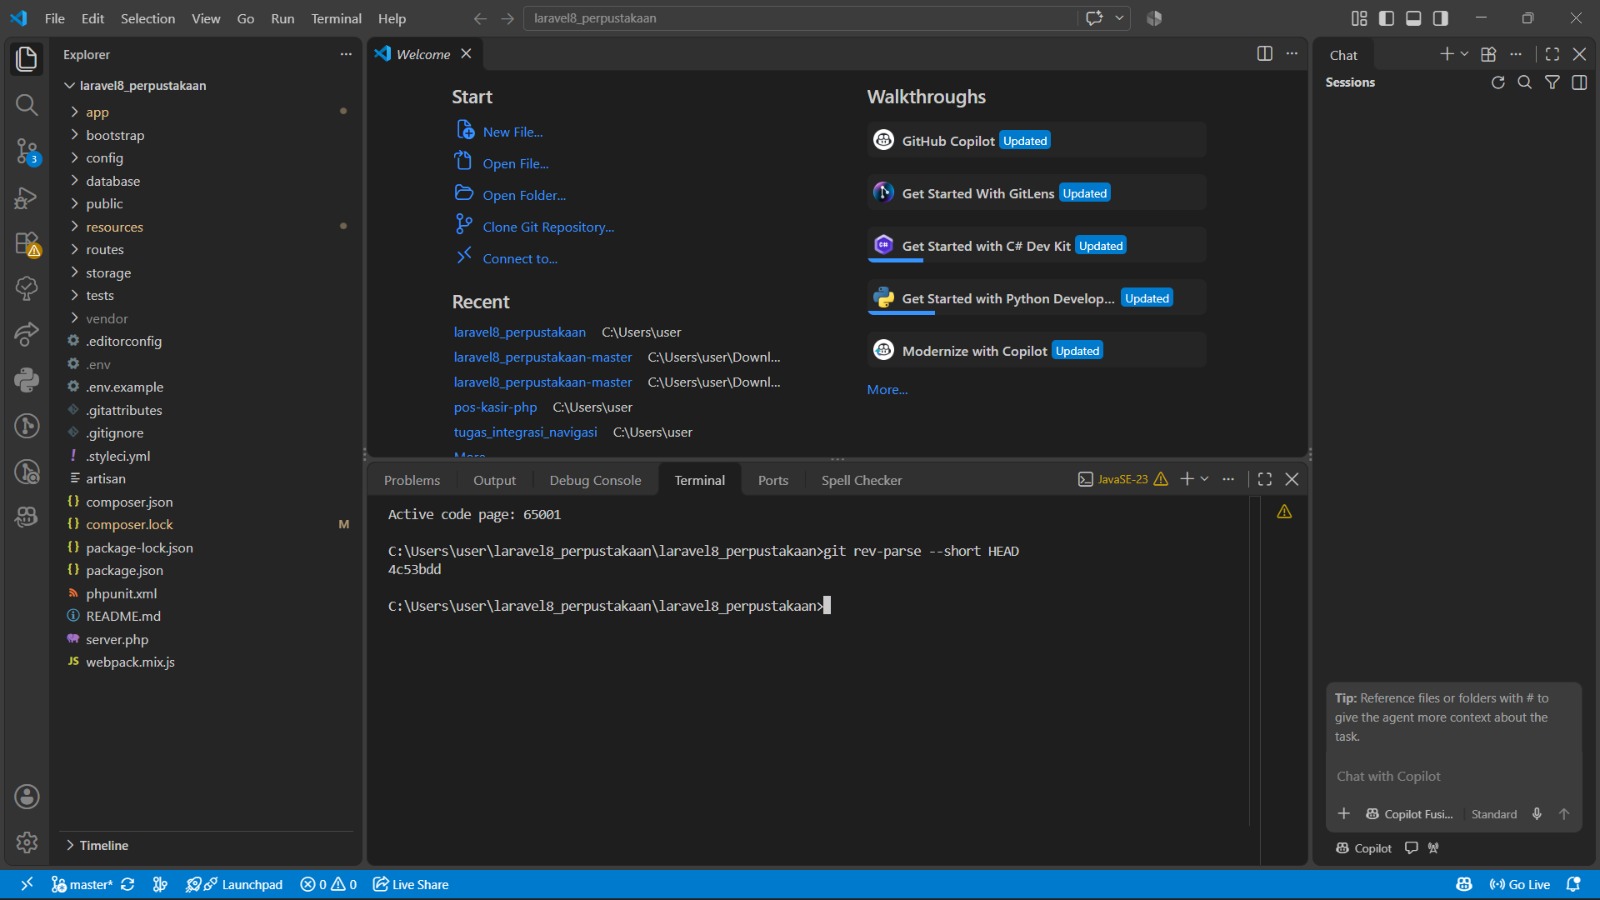 File Edit Selection View Go Run Terminal Help
laravel8_perpustakaan
Explorer
laravel8_perpustakaan
app
bootstrap
config
database
public
resources
routes
storage
tests
vendor
.editorconfig
.env
.env.example
.gitattributes
.gitignore
.styleci.yml
artisan
composer.json
composer.lock M
package-lock.json
package.json
phpunit.xml
README.md
server.php
webpack.mix.js
Timeline
3
Welcome
Start
New File...
Open File...
Open Folder...
Clone Git Repository...
Connect to...
Recent
laravel8_perpustakaan C:\Users\user
laravel8_perpustakaan-master C:\Users\user\Downl...
laravel8_perpustakaan-master C:\Users\user\Downl...
pos-kasir-php C:\Users\user
tugas_integrasi_navigasi C:\Users\user
More...
Walkthroughs
GitHub Copilot Updated
Get Started With GitLens Updated
Get Started with C# Dev Kit Updated
Get Started with Python Develop... Updated
Modernize with Copilot Updated
More...
Problems Output Debug Console Terminal Ports Spell Checker
JavaSE-23
Active code page: 65001
C:\Users\user\laravel8_perpustakaan\laravel8_perpustakaan>git rev-parse --short HEAD
4c53bdd
C:\Users\user\laravel8_perpustakaan\laravel8_perpustakaan>
Chat
Sessions
Tip: Reference files or folders with # to
give the agent more context about the
task.
Chat with Copilot
Copilot Fusi... Standard
Copilot
master* Launchpad 0 0 Live Share
Go Live